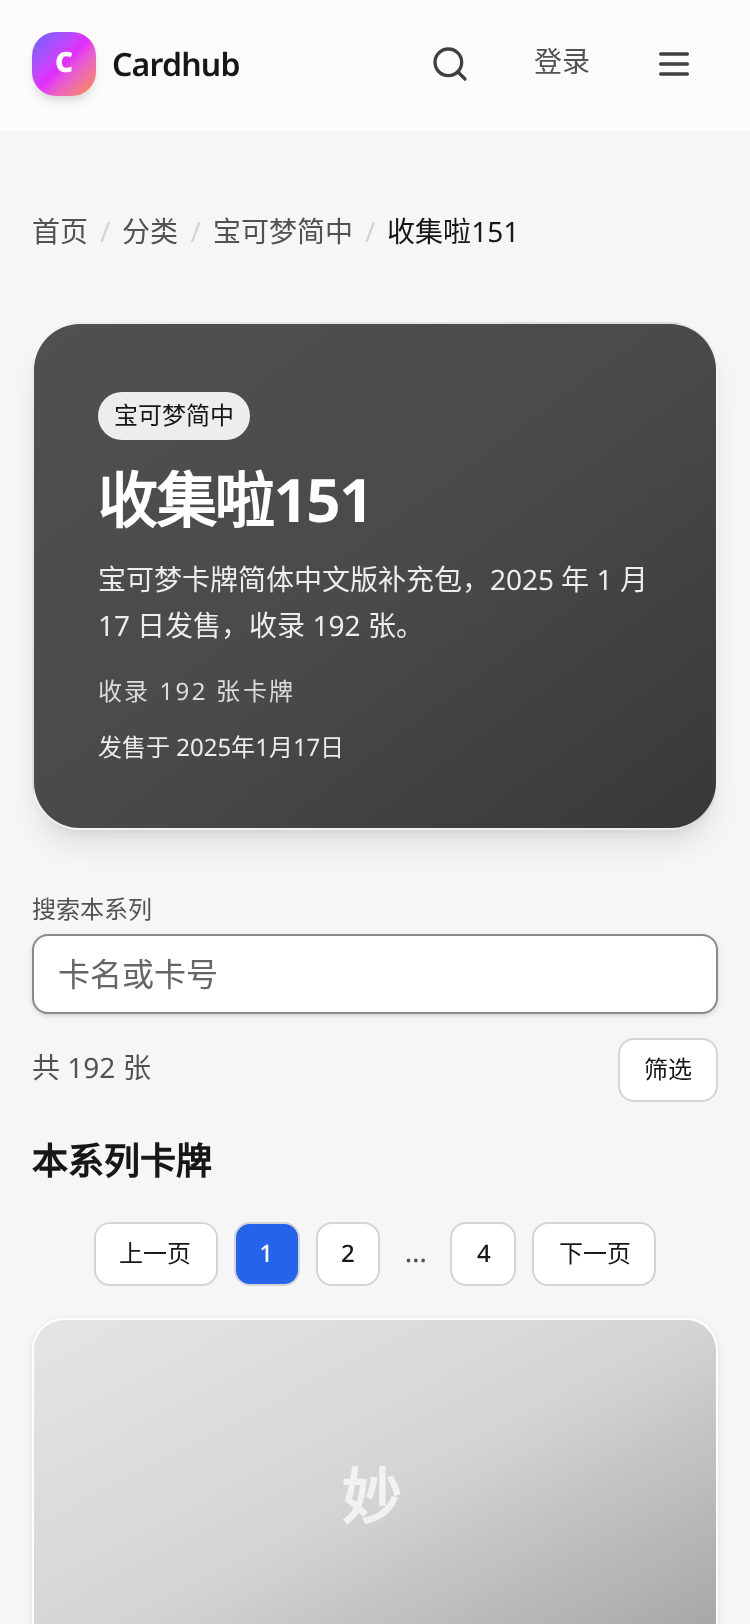 C Cardhub 登录
首页 / 分类 / 宝可梦简中 / 收集啦151
宝可梦简中
收集啦151
宝可梦卡牌简体中文版补充包，2025 年 1 月
17 日发售，收录 192 张。
收录 192 张卡牌
发售于 2025年1月17日
搜索本系列
卡名或卡号
共 192 张 筛选
本系列卡牌
上一页 1 2 … 4 下一页
妙